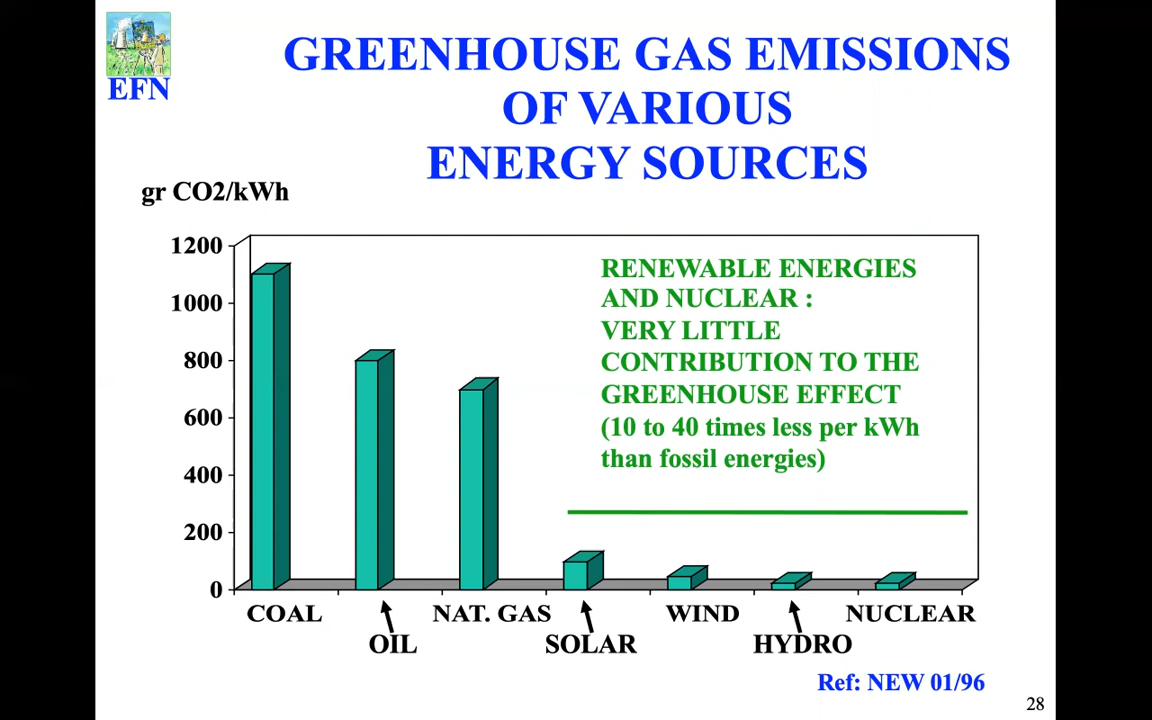 EFN
GREENHOUSE GAS EMISSIONS
OF VARIOUS
ENERGY SOURCES
gr CO2/kWh
1200
1000
800
600
400
200
0
RENEWABLE ENERGIES
AND NUCLEAR :
VERY LITTLE
CONTRIBUTION TO THE
GREENHOUSE EFFECT
(10 to 40 times less per kWh
than fossil energies)
COAL
OIL
NAT. GAS
SOLAR
WIND
HYDRO
NUCLEAR
Ref: NEW 01/96
28